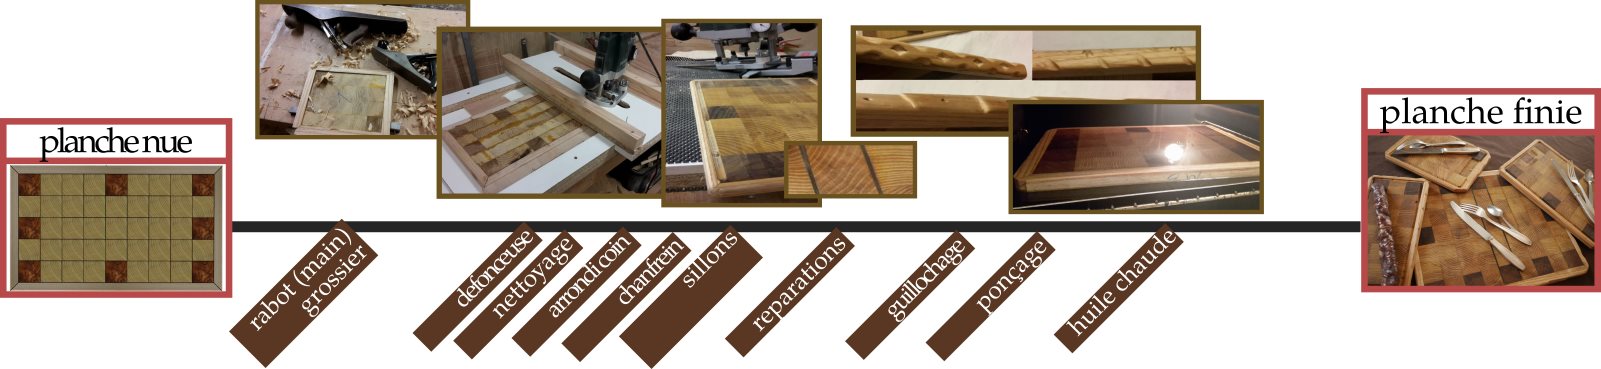 planche nue
rabot (main)
grossier
defonceuse
nettoyage
arrondi coin
chanfrein
sillons
reparations
guillochage
ponçage
huile chaude
planche finie